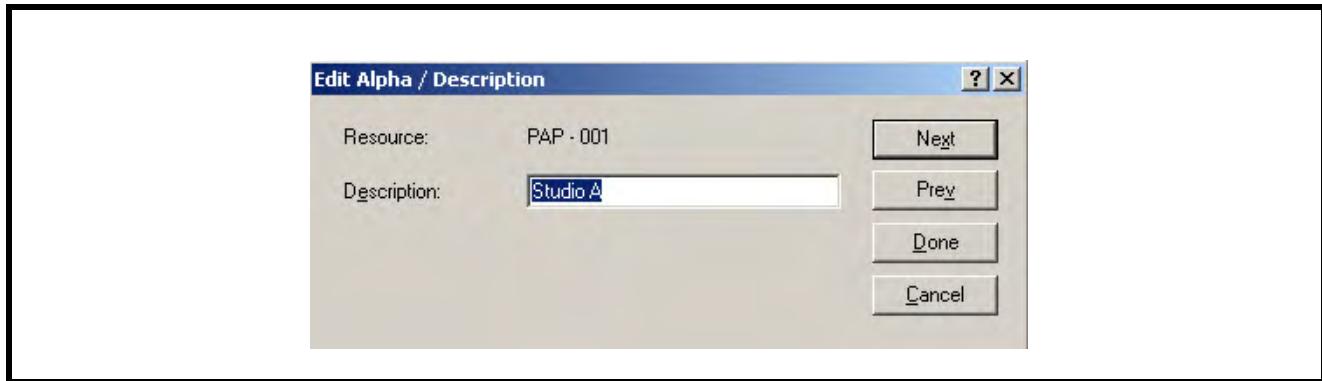 Edit Alpha / Description
Resource: PAP - 001
Next
Description: Studio A
Prev
Done
Cancel